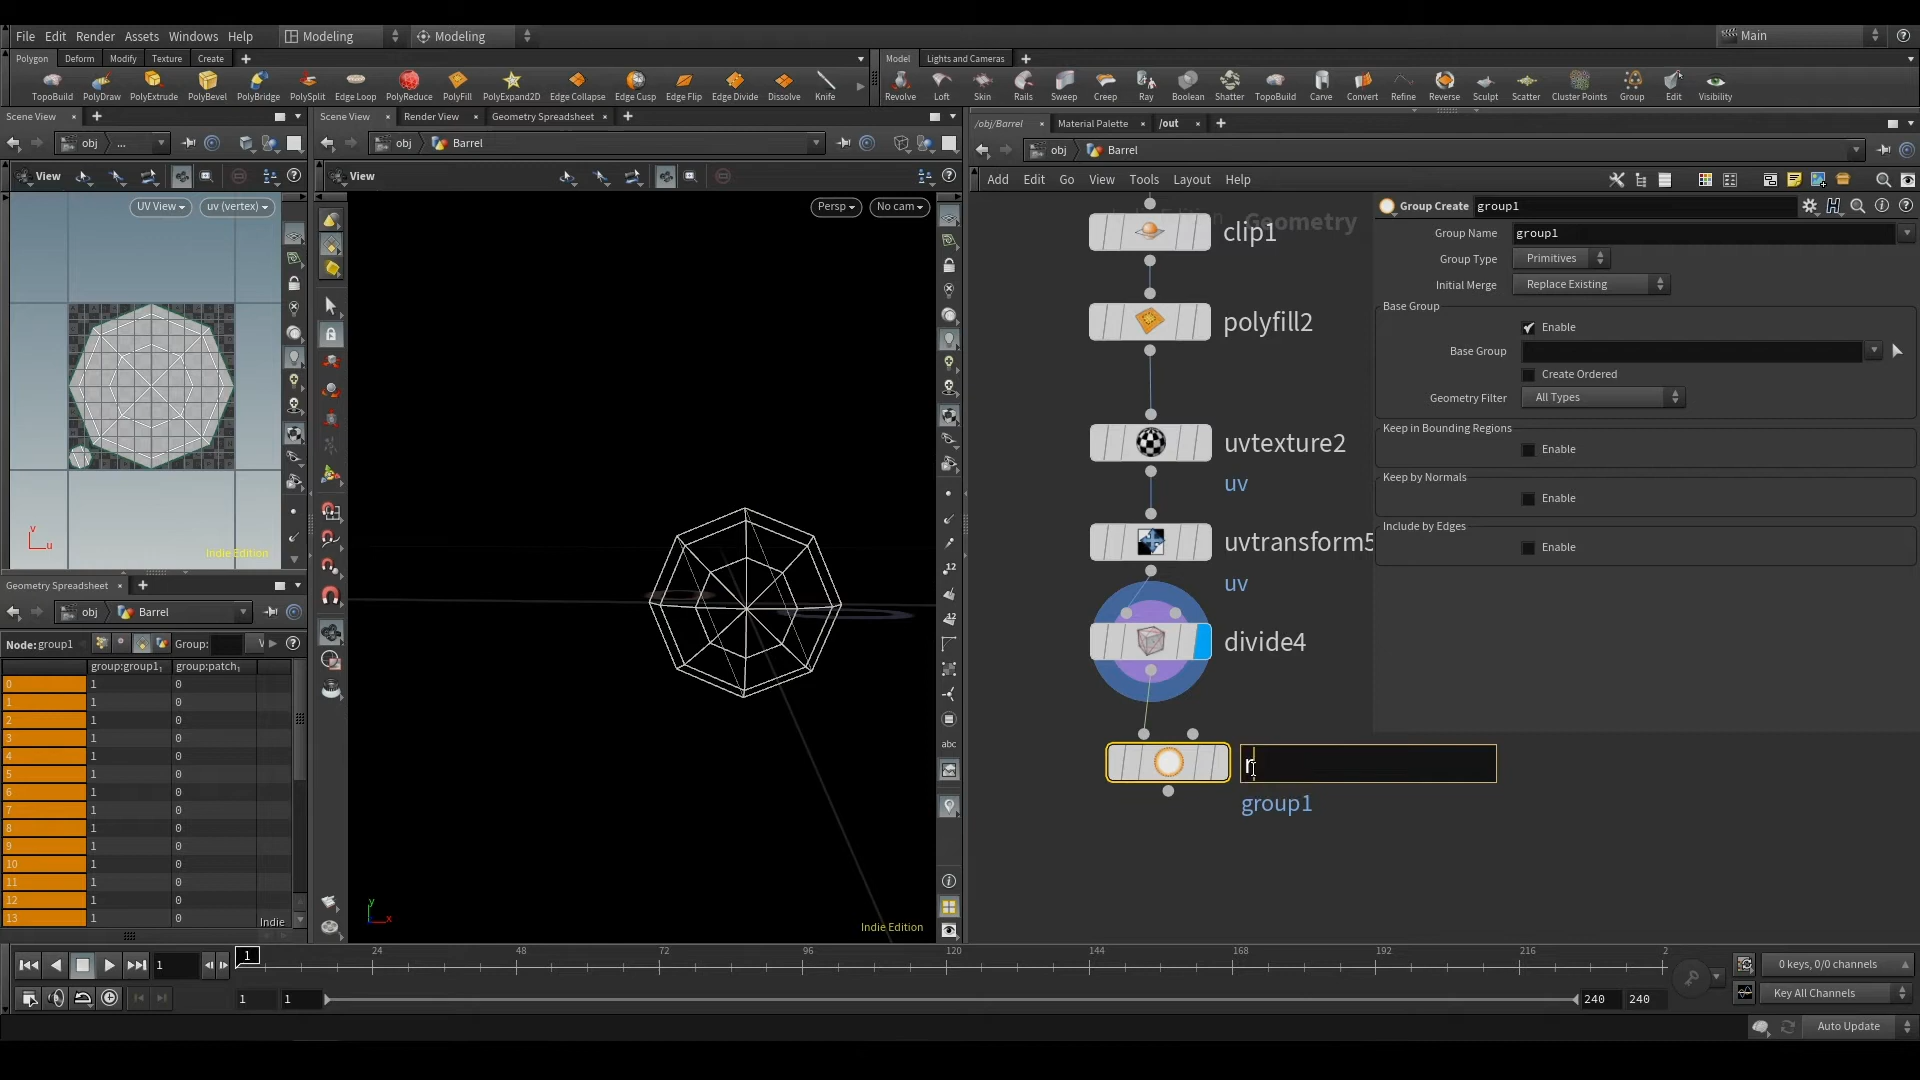 File Edit Render Assets Windows Help Modeling Modeling Main
Polygon Deform Modify Texture Create Model Lights and Cameras
TopoBuild PolyDraw PolyExtrude PolyBevel PolyBridge PolySplit Edge Loop PolyReduce PolyFill PolyExpand2D Edge Collapse Edge Cusp Edge Flip Edge Divide Dissolve Knife Revolve Loft Skin Rails Sweep Creep Ray Boolean Shatter TopoBuild Carve Convert Refine Reverse Sculpt Scatter Cluster Points Group Edit Visibility
Scene View Scene View Render View Geometry Spreadsheet /obj/Barrel Material Palette /out
obj ... obj Barrel obj Barrel
View View Add Edit Go View Tools Layout Help
UV View uv (vertex) Persp No cam
Geometry
clip1
polyfill2
uvtexture2
uv
uvtransform5
uv
divide4
r
group1
Group Create group1
Group Name group1
Group Type Primitives
Initial Merge Replace Existing
Base Group
Enable
Base Group
Create Ordered
Geometry Filter All Types
Keep in Bounding Regions
Enable
Keep by Normals
Enable
Include by Edges
Enable
v
u
Indie Edition
12
12
abc
y
x
Indie Edition
Geometry Spreadsheet
obj Barrel
Node: group1 Group:
group:group1 group:patch
0 1 0
1 1 0
2 1 0
3 1 0
4 1 0
5 1 0
6 1 0
7 1 0
8 1 0
9 1 0
10 1 0
11 1 0
12 1 0
13 1 0
Indie
1 1 24 48 72 96 120 144 168 192 216 2
0 keys, 0/0 channels
1 1 240 240 Key All Channels
Auto Update